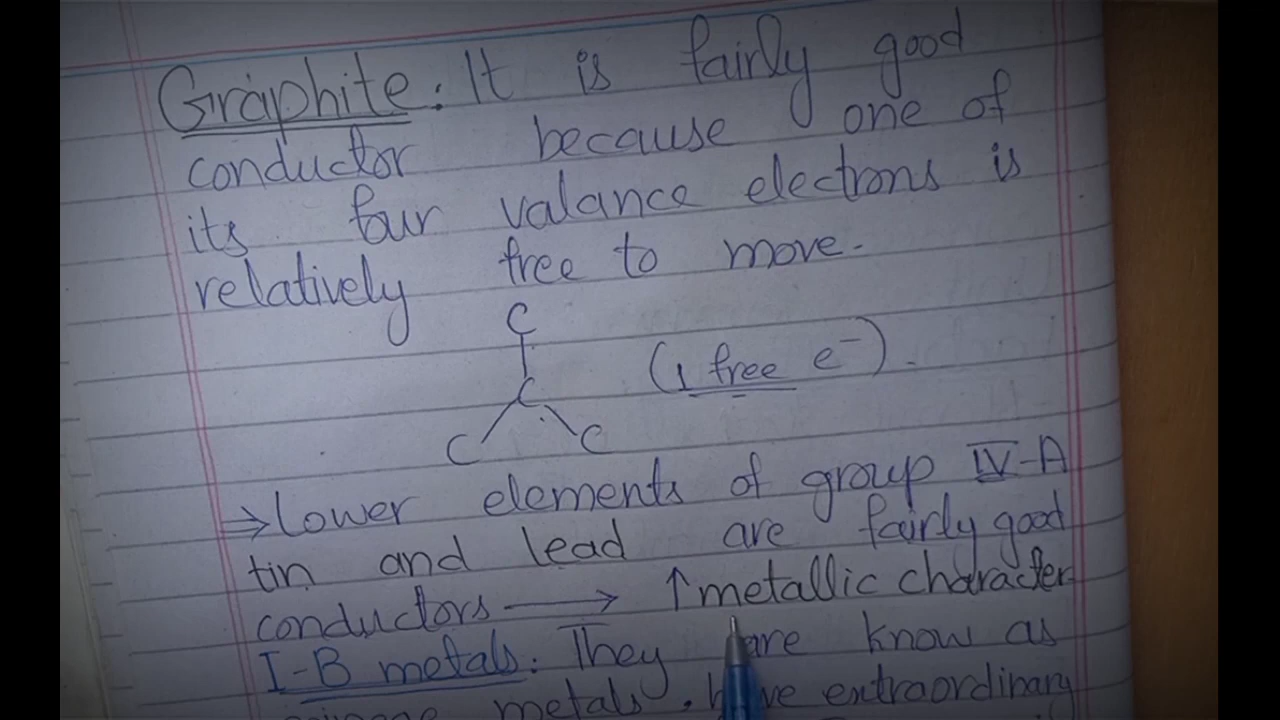 Graphite: It is fairly good
conductor because one of
its four valance electrons is
relatively free to move.
C
C (1 free e⁻).
C C
⇒ Lower elements of group IV-A
tin and lead are fairly good
conductors ⟶ ↑ metallic character
I-B metals: They are know as
metals. have extraordinary